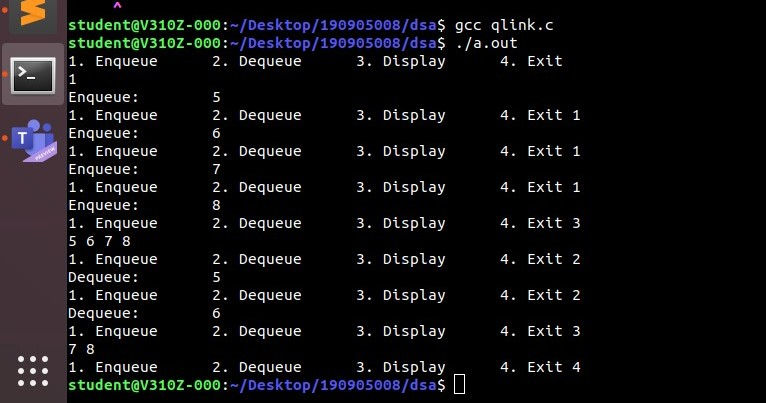 ^
student@V310Z-000:~/Desktop/190905008/dsa$ gcc qlink.c
student@V310Z-000:~/Desktop/190905008/dsa$ ./a.out
1. Enqueue 2. Dequeue 3. Display 4. Exit
1
Enqueue: 5
1. Enqueue 2. Dequeue 3. Display 4. Exit 1
Enqueue: 6
1. Enqueue 2. Dequeue 3. Display 4. Exit 1
Enqueue: 7
1. Enqueue 2. Dequeue 3. Display 4. Exit 1
Enqueue: 8
1. Enqueue 2. Dequeue 3. Display 4. Exit 3
5 6 7 8
1. Enqueue 2. Dequeue 3. Display 4. Exit 2
Dequeue: 5
1. Enqueue 2. Dequeue 3. Display 4. Exit 2
Dequeue: 6
1. Enqueue 2. Dequeue 3. Display 4. Exit 3
7 8
1. Enqueue 2. Dequeue 3. Display 4. Exit 4
student@V310Z-000:~/Desktop/190905008/dsa$
>_
T
PREVIEW